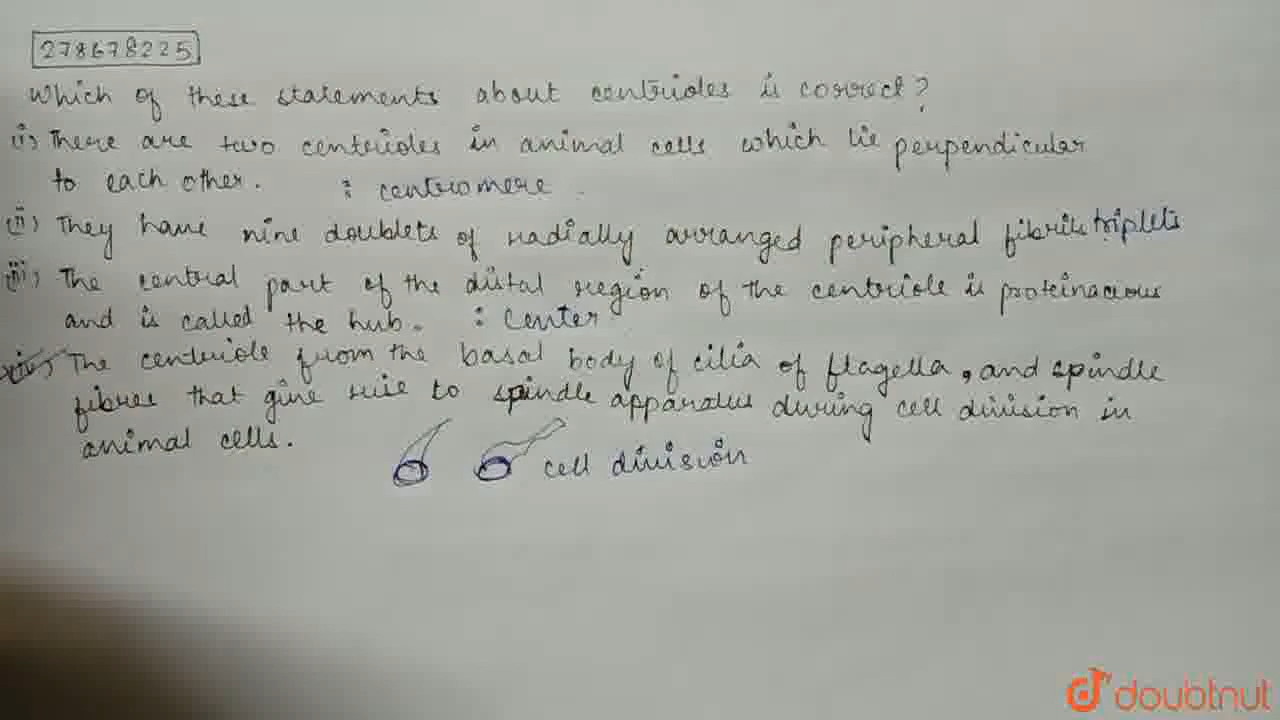 278678225
Which of these statements about centrioles is correct?
(i) There are two centrioles in animal cells which lie perpendicular
to each other. : centromere
(ii) They have nine doublets of radially arranged peripheral fibrils triplets
(iii) The central part of the distal region of the centriole is proteinacious
and is called the hub. : Center
(iv) The centriole from the basal body of cilia of flagella, and spindle
fibres that give rise to spindle apparatus during cell division in
animal cells.
cell division
doubtnut